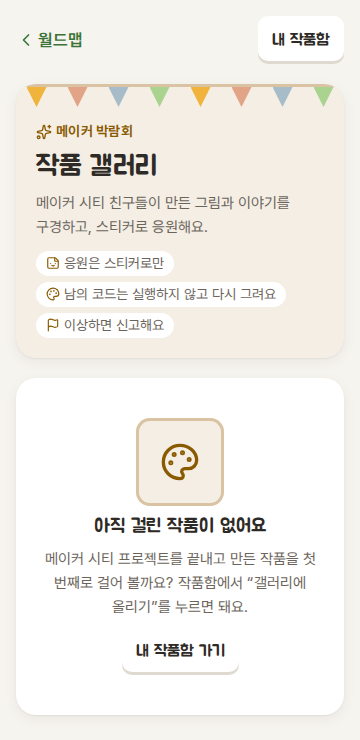 월드맵
내 작품함
메이커 박람회
작품 갤러리
메이커 시티 친구들이 만든 그림과 이야기를
구경하고, 스티커로 응원해요.
응원은 스티커로만
남의 코드는 실행하지 않고 다시 그려요
이상하면 신고해요
아직 걸린 작품이 없어요
메이커 시티 프로젝트를 끝내고 만든 작품을 첫
번째로 걸어 볼까요? 작품함에서 “갤러리에
올리기”를 누르면 돼요.
내 작품함 가기